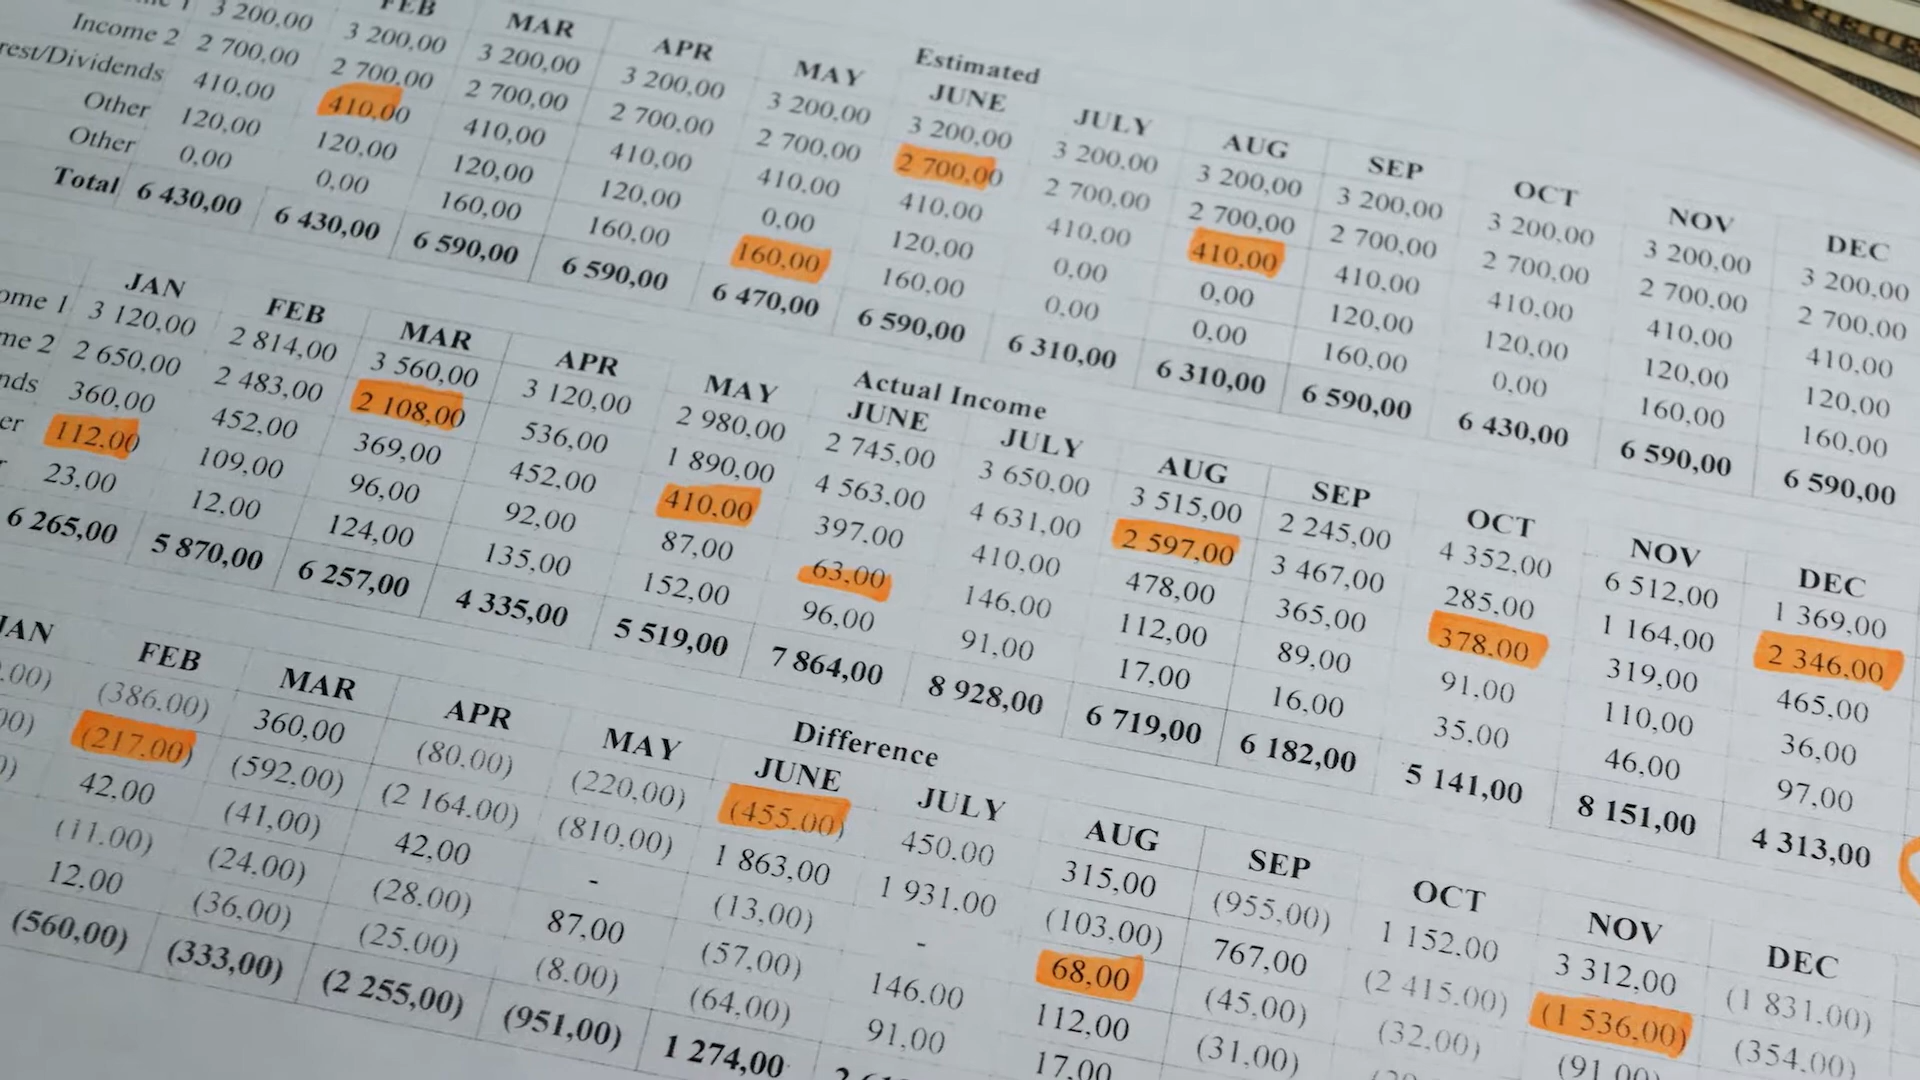 Estimated
FEB MAR APR MAY JUNE JULY AUG SEP OCT NOV DEC
1 3 200,00 3 200,00 3 200,00 3 200,00 3 200,00 3 200,00 3 200,00 3 200,00 3 200,00 3 200,00 3 200,00 3 200,00
Income 2 2 700,00 2 700,00 2 700,00 2 700,00 2 700,00 2 700,00 2 700,00 2 700,00 2 700,00 2 700,00 2 700,00 2 700,00
rest/Dividends 410,00 410,00 410,00 410,00 410,00 410,00 410,00 410,00 410,00 410,00 410,00 410,00
Other 120,00 120,00 120,00 120,00 0,00 120,00 0,00 0,00 120,00 120,00 120,00 120,00
Other 0,00 0,00 160,00 160,00 160,00 160,00 0,00 0,00 160,00 0,00 160,00 160,00
Total 6 430,00 6 430,00 6 590,00 6 590,00 6 470,00 6 590,00 6 310,00 6 310,00 6 590,00 6 430,00 6 590,00 6 590,00
Actual Income
JAN FEB MAR APR MAY JUNE JULY AUG SEP OCT NOV DEC
ome 1 3 120,00 2 814,00 3 560,00 3 120,00 2 980,00 2 745,00 3 650,00 3 515,00 2 245,00 4 352,00 6 512,00 1 369,00
me 2 2 650,00 2 483,00 2 108,00 536,00 1 890,00 4 563,00 4 631,00 2 597,00 3 467,00 285,00 1 164,00 2 346,00
nds 360,00 452,00 369,00 452,00 410,00 397,00 410,00 478,00 365,00 378,00 319,00 465,00
er 112,00 109,00 96,00 92,00 87,00 63,00 146,00 112,00 89,00 91,00 110,00 36,00
23,00 12,00 124,00 135,00 152,00 96,00 91,00 17,00 16,00 35,00 46,00 97,00
6 265,00 5 870,00 6 257,00 4 335,00 5 519,00 7 864,00 8 928,00 6 719,00 6 182,00 5 141,00 8 151,00 4 313,00
Difference
JAN FEB MAR APR MAY JUNE JULY AUG SEP OCT NOV DEC
.00) (386.00) 360,00 (80.00) (220,00) (455.00) 450.00 315,00 (955,00) 1 152.00 3 312,00 (1 831.00)
00) (217.00) (592.00) (2 164.00) (810,00) 1 863,00 1 931.00 (103.00) 767,00 (2 415.00) (1 536,00) (354.00)
42,00 (41,00) 42,00 - (13,00) - 68,00 (45,00) (32,00) (91,00)
(11.00) (24.00) (28.00) 87,00 (57,00) 146.00 112,00 (31.00)
12.00 (36.00) (25.00) (8.00) (64,00) 91,00 17,00
(560,00) (333,00) (2 255,00) (951,00) 1 274,00